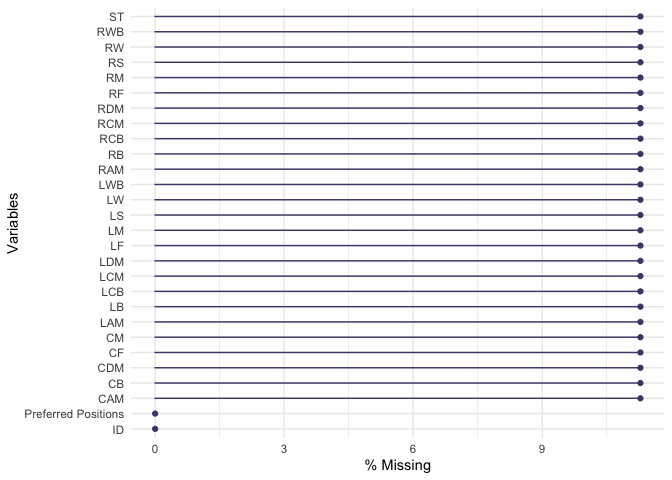 ST
RWB
RW
RS
RM
RF
RDM
RCM
RCB
RB
RAM
LWB
LW
LS
LM
LF
LDM
LCM
LCB
LB
LAM
CM
CF
CDM
CB
CAM
Preferred Positions
ID
Variables
0 3 6 9
% Missing